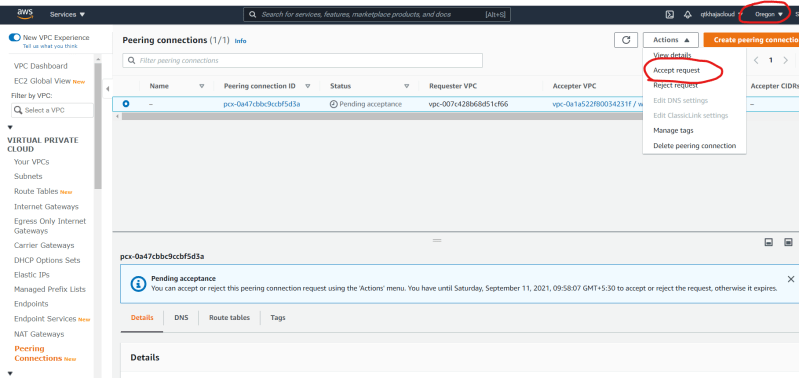 aws
Services
Search for services, features, marketplace products, and docs [Alt+S]
qtkhajacloud
Oregon
New VPC Experience
Tell us what you think
VPC Dashboard
EC2 Global View New
Filter by VPC:
Select a VPC
VIRTUAL PRIVATE
CLOUD
Your VPCs
Subnets
Route Tables New
Internet Gateways
Egress Only Internet
Gateways
Carrier Gateways
DHCP Options Sets
Elastic IPs
Managed Prefix Lists
Endpoints
Endpoint Services New
NAT Gateways
Peering
Connections New
Peering connections (1/1) Info
Actions
Create peering connectio
Filter peering connections
1
View details
Accept request
Reject request
Edit DNS settings
Edit ClassicLink settings
Manage tags
Delete peering connection
Name Peering connection ID Status Requester VPC Accepter VPC Accepter CIDRs
– pcx-0a47cbbc9ccbf5d3a Pending acceptance vpc-007c428b68d51cf66 vpc-0a1a522f80034231f / w –
pcx-0a47cbbc9ccbf5d3a
Pending acceptance
You can accept or reject this peering connection request using the 'Actions' menu. You have until Saturday, September 11, 2021, 09:58:07 GMT+5:30 to accept or reject the request, otherwise it expires.
Details DNS Route tables Tags
Details